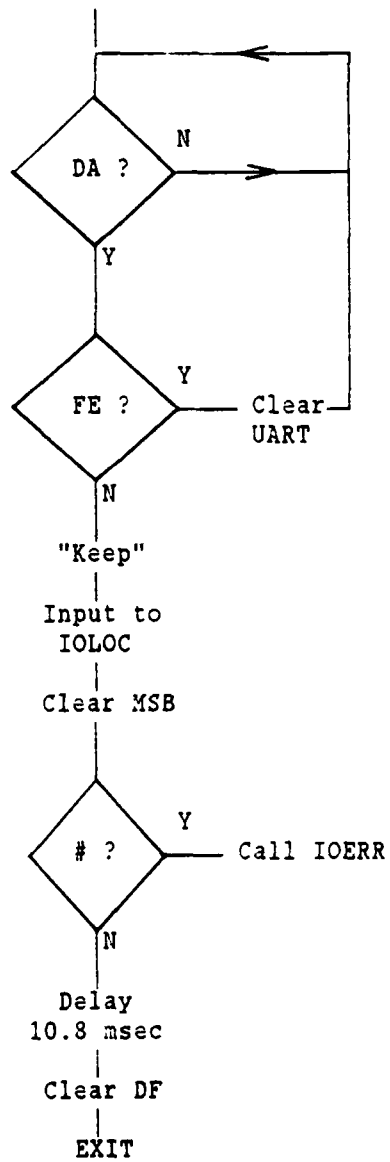 DA ?
N
Y
FE ?
Y
Clear
UART
N
"Keep"
Input to
IOLOC
Clear MSB
# ?
Y
Call IOERR
N
Delay
10.8 msec
Clear DF
EXIT